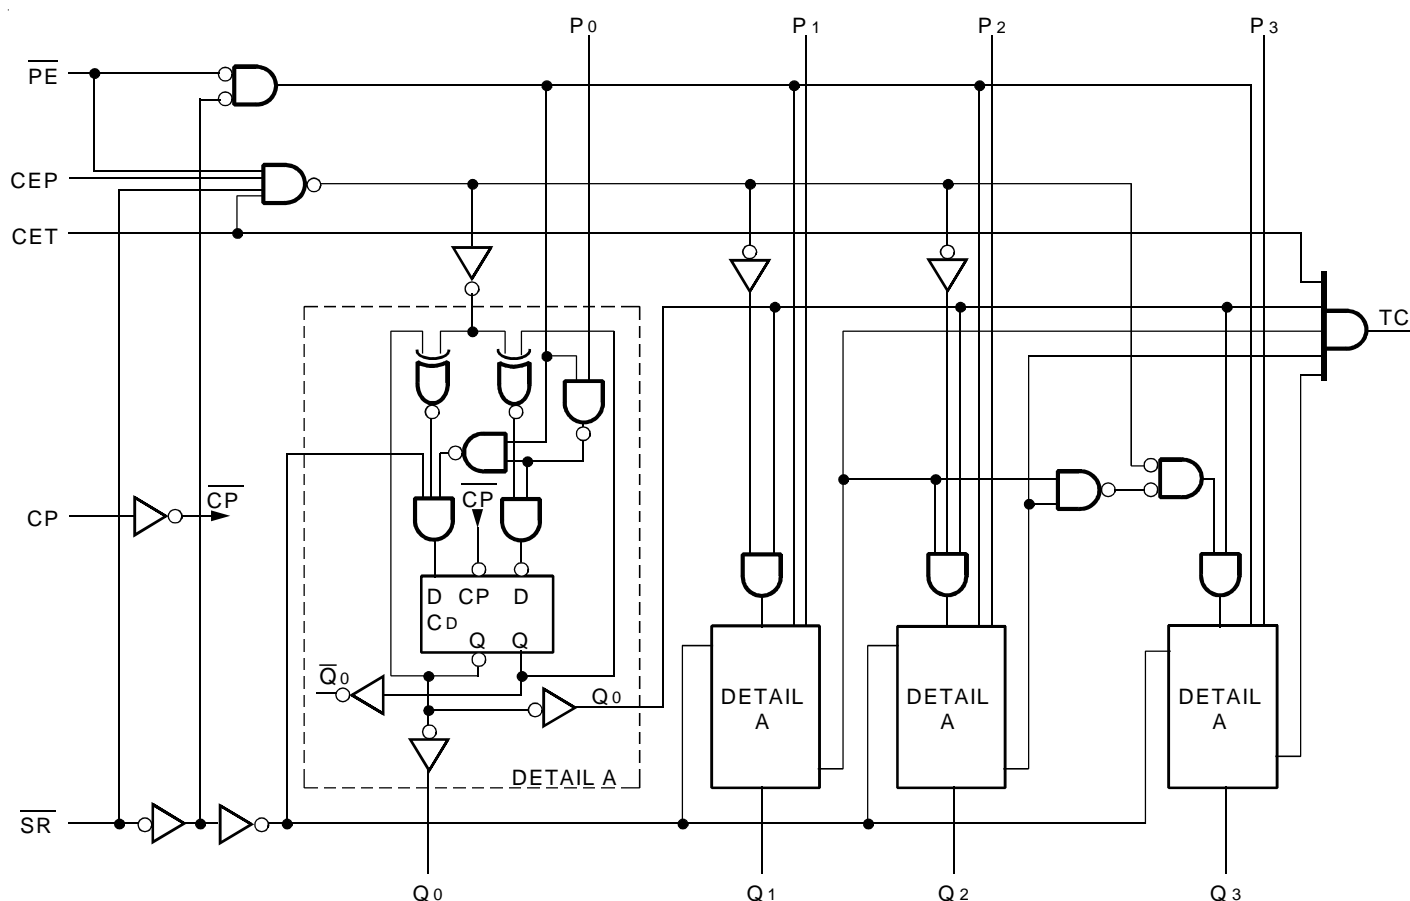 P0 P1 P2 P3
PE
CEP
CET
TC
CP
CP
CP
D CP D
CD
Q Q
Q0
Q0
DETAIL A
DETAIL
A
DETAIL
A
DETAIL
A
SR
Q0 Q1 Q2 Q3